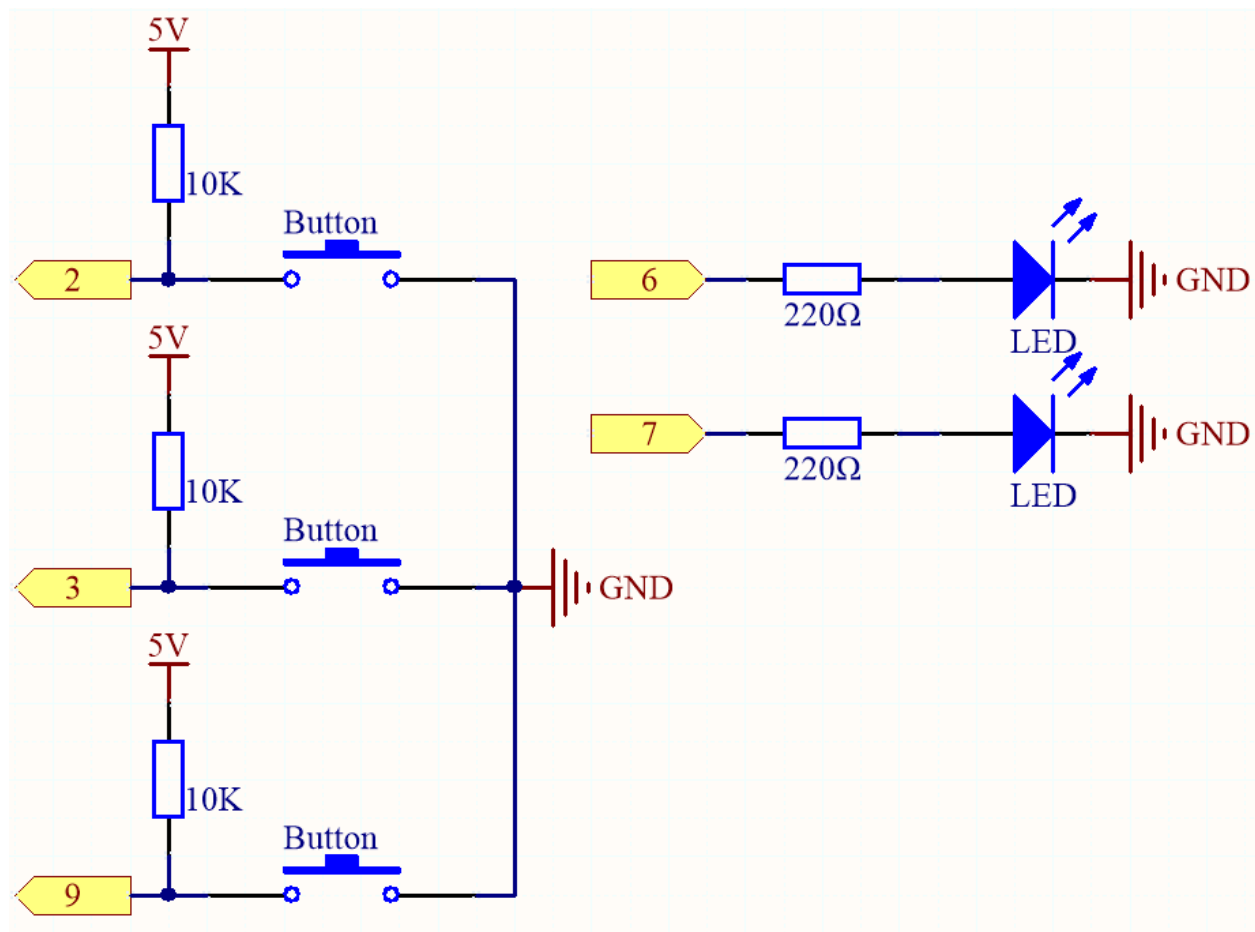 5V
10K
Button
2
6
220Ω
LED
GND
5V
7
220Ω
LED
GND
10K
Button
3
GND
5V
10K
Button
9